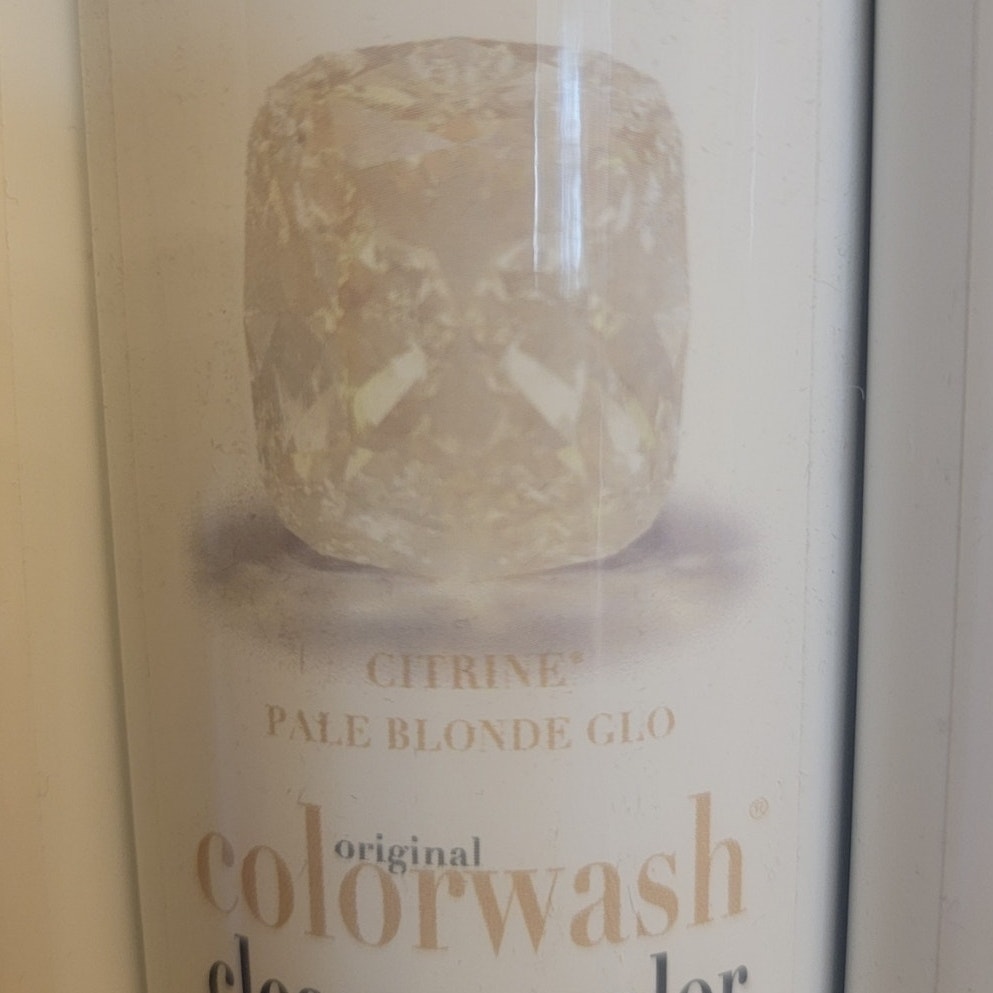 CITRINE*
PALE BLONDE GLO
original
colorwash®